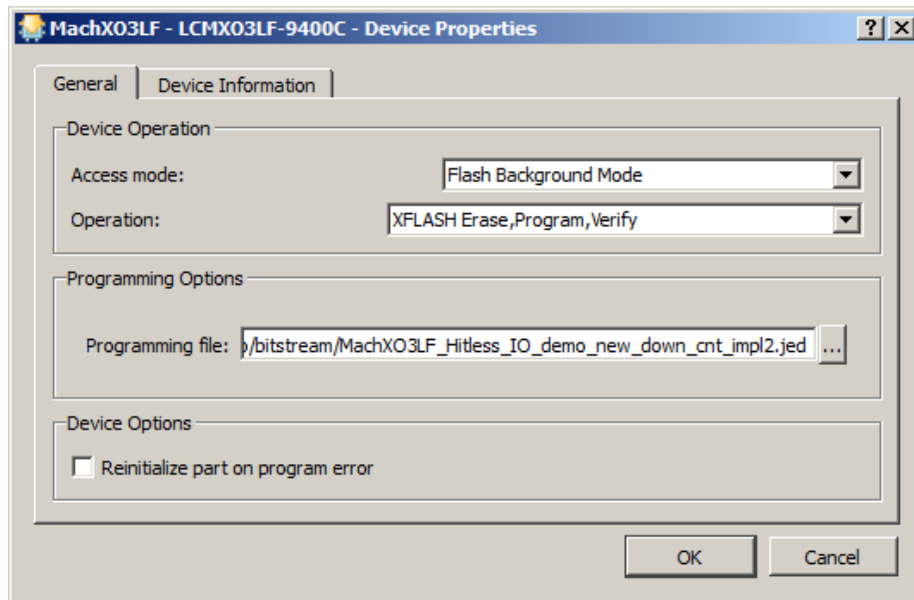 MachXO3LF - LCMXO3LF-9400C - Device Properties
? X
General Device Information
Device Operation
Access mode: Flash Background Mode
Operation: XFLASH Erase,Program,Verify
Programming Options
Programming file: o/bitstream/MachXO3LF_Hitless_IO_demo_new_down_cnt_impl2.jed ...
Device Options
Reinitialize part on program error
OK Cancel